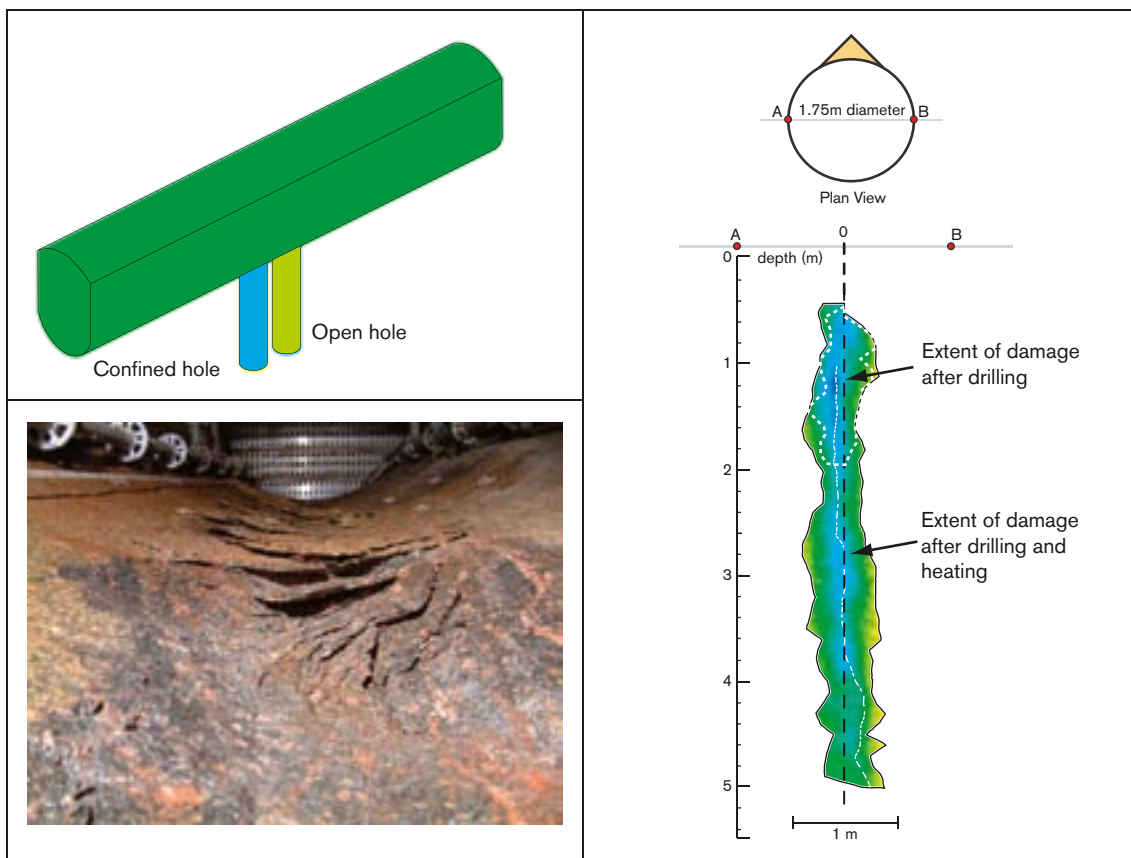 Open hole
Confined hole
A
1.75m diameter
B
Plan View
A
0
B
0
depth (m)
1
2
3
4
5
Extent of damage
after drilling
Extent of damage
after drilling and
heating
1 m